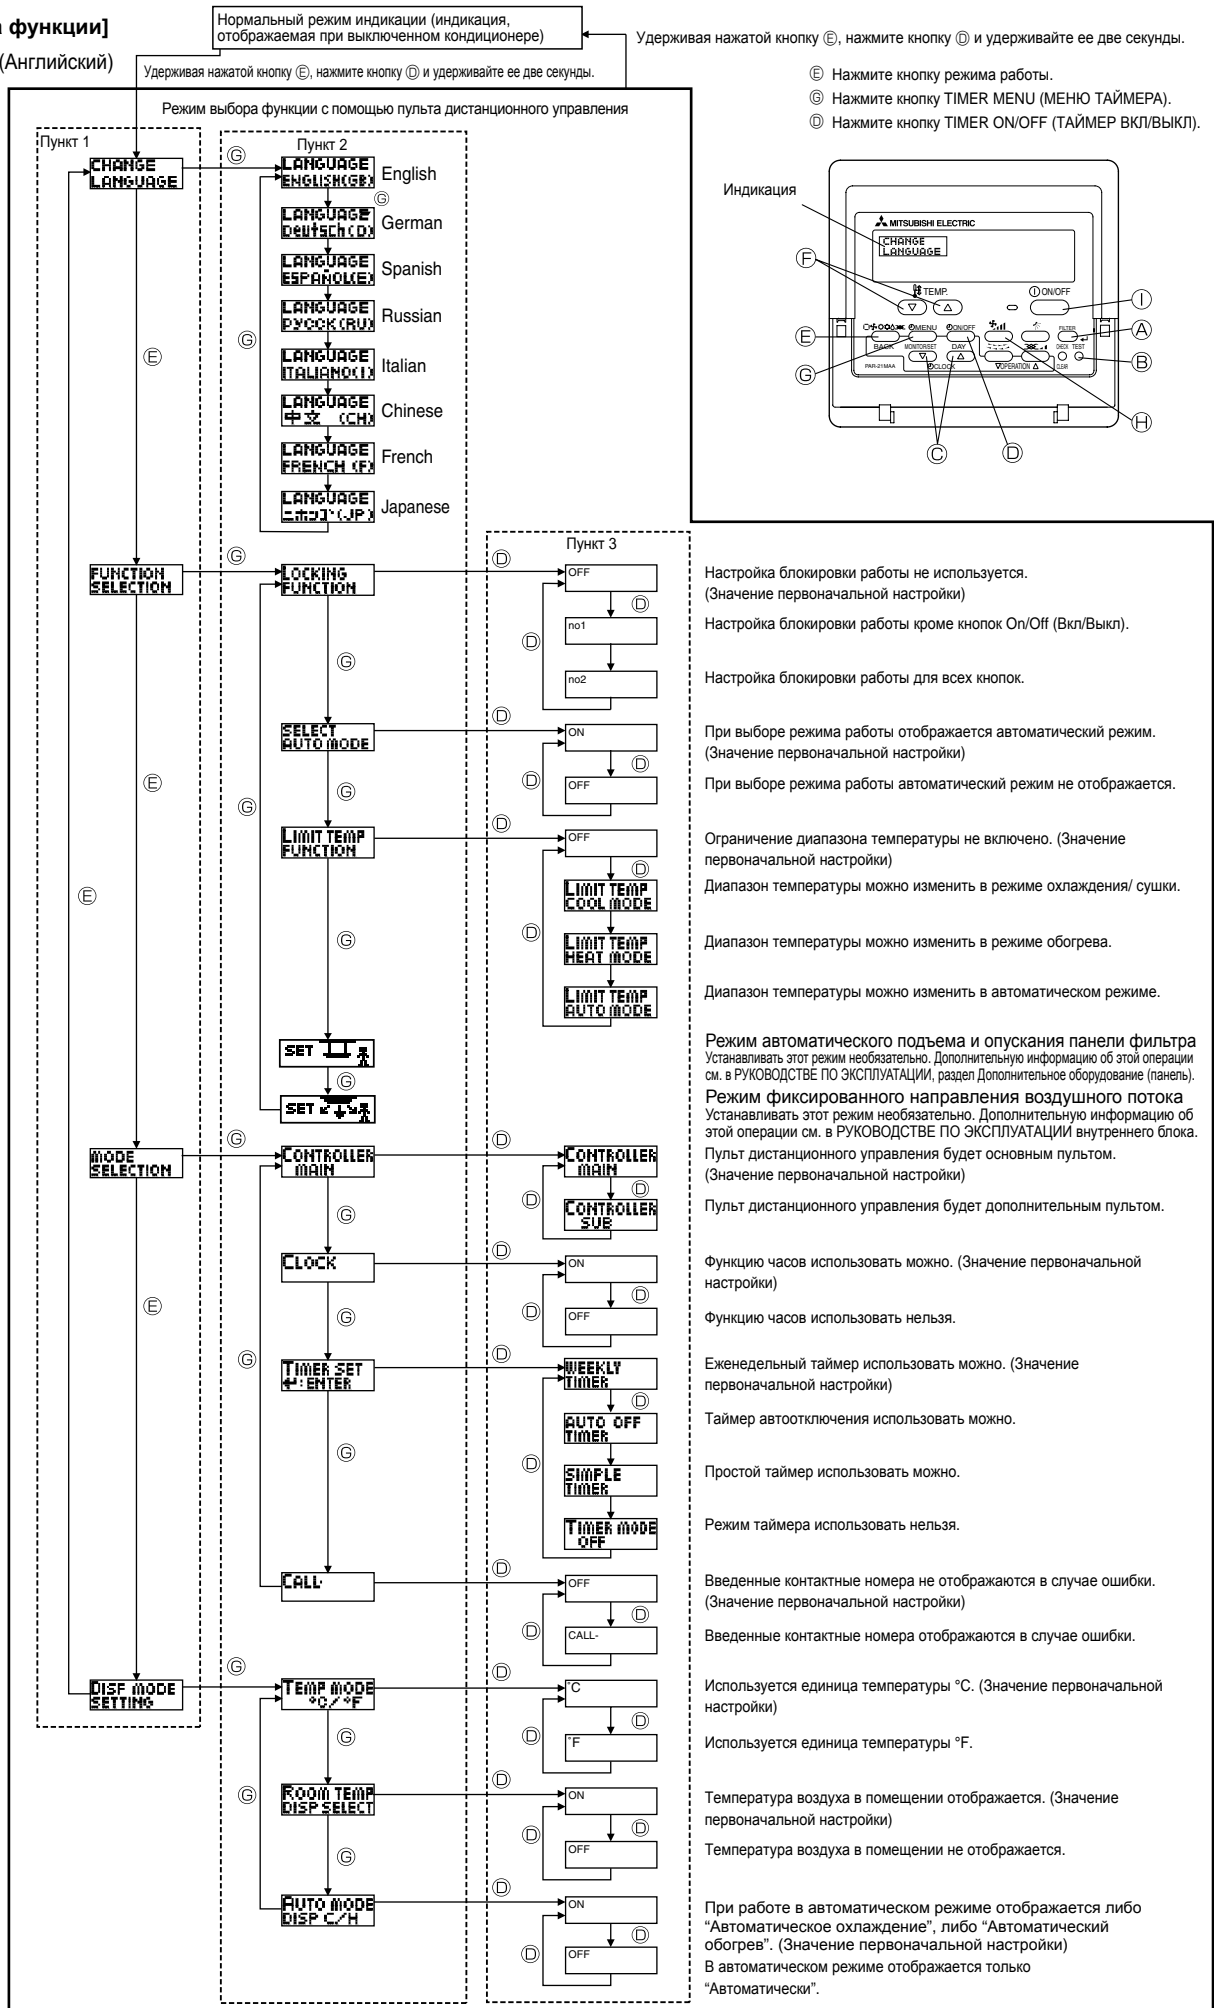 а функции]
(Английский)
Нормальный режим индикации (индикация,
отображаемая при выключенном кондиционере)
Удерживая нажатой кнопку Ⓔ, нажмите кнопку Ⓓ и удерживайте ее две секунды.
Удерживая нажатой кнопку Ⓔ, нажмите кнопку Ⓓ и удерживайте ее две секунды.
Ⓔ Нажмите кнопку режима работы.
Ⓖ Нажмите кнопку TIMER MENU (МЕНЮ ТАЙМЕРА).
Ⓓ Нажмите кнопку TIMER ON/OFF (ТАЙМЕР ВКЛ/ВЫКЛ).
Режим выбора функции с помощью пульта дистанционного управления
Пункт 1
CHANGE
LANGUAGE
Ⓖ
Ⓔ
Пункт 2
LANGUAGE
ENGLISH(GB)
English
Ⓖ
LANGUAGE
Deutsch(D)
German
LANGUAGE
ESPAÑOL(E)
Spanish
LANGUAGE
РУССК(RU)
Russian
LANGUAGE
ITALIANO(I)
Italian
LANGUAGE
中文 (CH)
Chinese
LANGUAGE
FRENCH (F)
French
LANGUAGE
ニホンゴ(JP)
Japanese
Ⓖ
Индикация
MITSUBISHI ELECTRIC
CHANGE
LANGUAGE
TEMP.
ON/OFF
MENU
ON/OFF
FILTER
BACK
MONITOR/SET
DAY
CHECK TEST
PAR-21MAA
CLOCK
OPERATION
CLEAR
Ⓕ
Ⓔ
Ⓖ
Ⓒ
Ⓓ
Ⓘ
Ⓐ
Ⓑ
Ⓗ
Пункт 3
FUNCTION
SELECTION
Ⓖ
LOCKING
FUNCTION
Ⓓ
OFF
Настройка блокировки работы не используется.
(Значение первоначальной настройки)
Ⓓ
no1
Настройка блокировки работы кроме кнопок On/Off (Вкл/Выкл).
Ⓓ
Ⓖ
no2
Настройка блокировки работы для всех кнопок.
SELECT
AUTO MODE
Ⓓ
ON
При выборе режима работы отображается автоматический режим.
(Значение первоначальной настройки)
Ⓓ
Ⓔ
Ⓖ
Ⓓ
OFF
При выборе режима работы автоматический режим не отображается.
Ⓖ
LIMIT TEMP
FUNCTION
Ⓓ
OFF
Ограничение диапазона температуры не включено. (Значение
первоначальной настройки)
Ⓓ
LIMIT TEMP
COOL MODE
Диапазон температуры можно изменить в режиме охлаждения/ сушки.
Ⓔ
Ⓖ
Ⓓ
LIMIT TEMP
HEAT MODE
Диапазон температуры можно изменить в режиме обогрева.
LIMIT TEMP
AUTO MODE
Диапазон температуры можно изменить в автоматическом режиме.
SET
Режим автоматического подъема и опускания панели фильтра
Устанавливать этот режим необязательно. Дополнительную информацию об этой операции
см. в РУКОВОДСТВЕ ПО ЭКСПЛУАТАЦИИ, раздел Дополнительное оборудование (панель).
Ⓖ
SET
Режим фиксированного направления воздушного потока
Устанавливать этот режим необязательно. Дополнительную информацию об
этой операции см. в РУКОВОДСТВЕ ПО ЭКСПЛУАТАЦИИ внутреннего блока.
MODE
SELECTION
Ⓖ
CONTROLLER
MAIN
Ⓓ
CONTROLLER
MAIN
Пульт дистанционного управления будет основным пультом.
(Значение первоначальной настройки)
Ⓓ
Ⓓ
Ⓖ
CONTROLLER
SUB
Пульт дистанционного управления будет дополнительным пультом.
CLOCK
Ⓓ
ON
Функцию часов использовать можно. (Значение первоначальной
настройки)
Ⓓ
Ⓔ
Ⓖ
Ⓓ
OFF
Функцию часов использовать нельзя.
Ⓖ
TIMER SET
↵:ENTER
Ⓓ
WEEKLY
TIMER
Еженедельный таймер использовать можно. (Значение
первоначальной настройки)
Ⓓ
AUTO OFF
TIMER
Таймер автоотключения использовать можно.
Ⓖ
Ⓓ
SIMPLE
TIMER
Простой таймер использовать можно.
TIMER MODE
OFF
Режим таймера использовать нельзя.
CALL-
Ⓓ
OFF
Введенные контактные номера не отображаются в случае ошибки.
(Значение первоначальной настройки)
Ⓓ
Ⓓ
CALL-
Введенные контактные номера отображаются в случае ошибки.
DISP MODE
SETTING
Ⓖ
TEMP MODE
°C/°F
Ⓓ
°C
Используется единица температуры °C. (Значение первоначальной
настройки)
Ⓓ
Ⓖ
Ⓓ
°F
Используется единица температуры °F.
Ⓖ
ROOM TEMP
DISP SELECT
Ⓓ
ON
Температура воздуха в помещении отображается. (Значение
первоначальной настройки)
Ⓓ
Ⓓ
Ⓖ
OFF
Температура воздуха в помещении не отображается.
AUTO MODE
DISP C/H
Ⓓ
ON
При работе в автоматическом режиме отображается либо
“Автоматическое охлаждение”, либо “Автоматический
обогрев”. (Значение первоначальной настройки)
Ⓓ
Ⓓ
OFF
В автоматическом режиме отображается только
“Автоматически”.